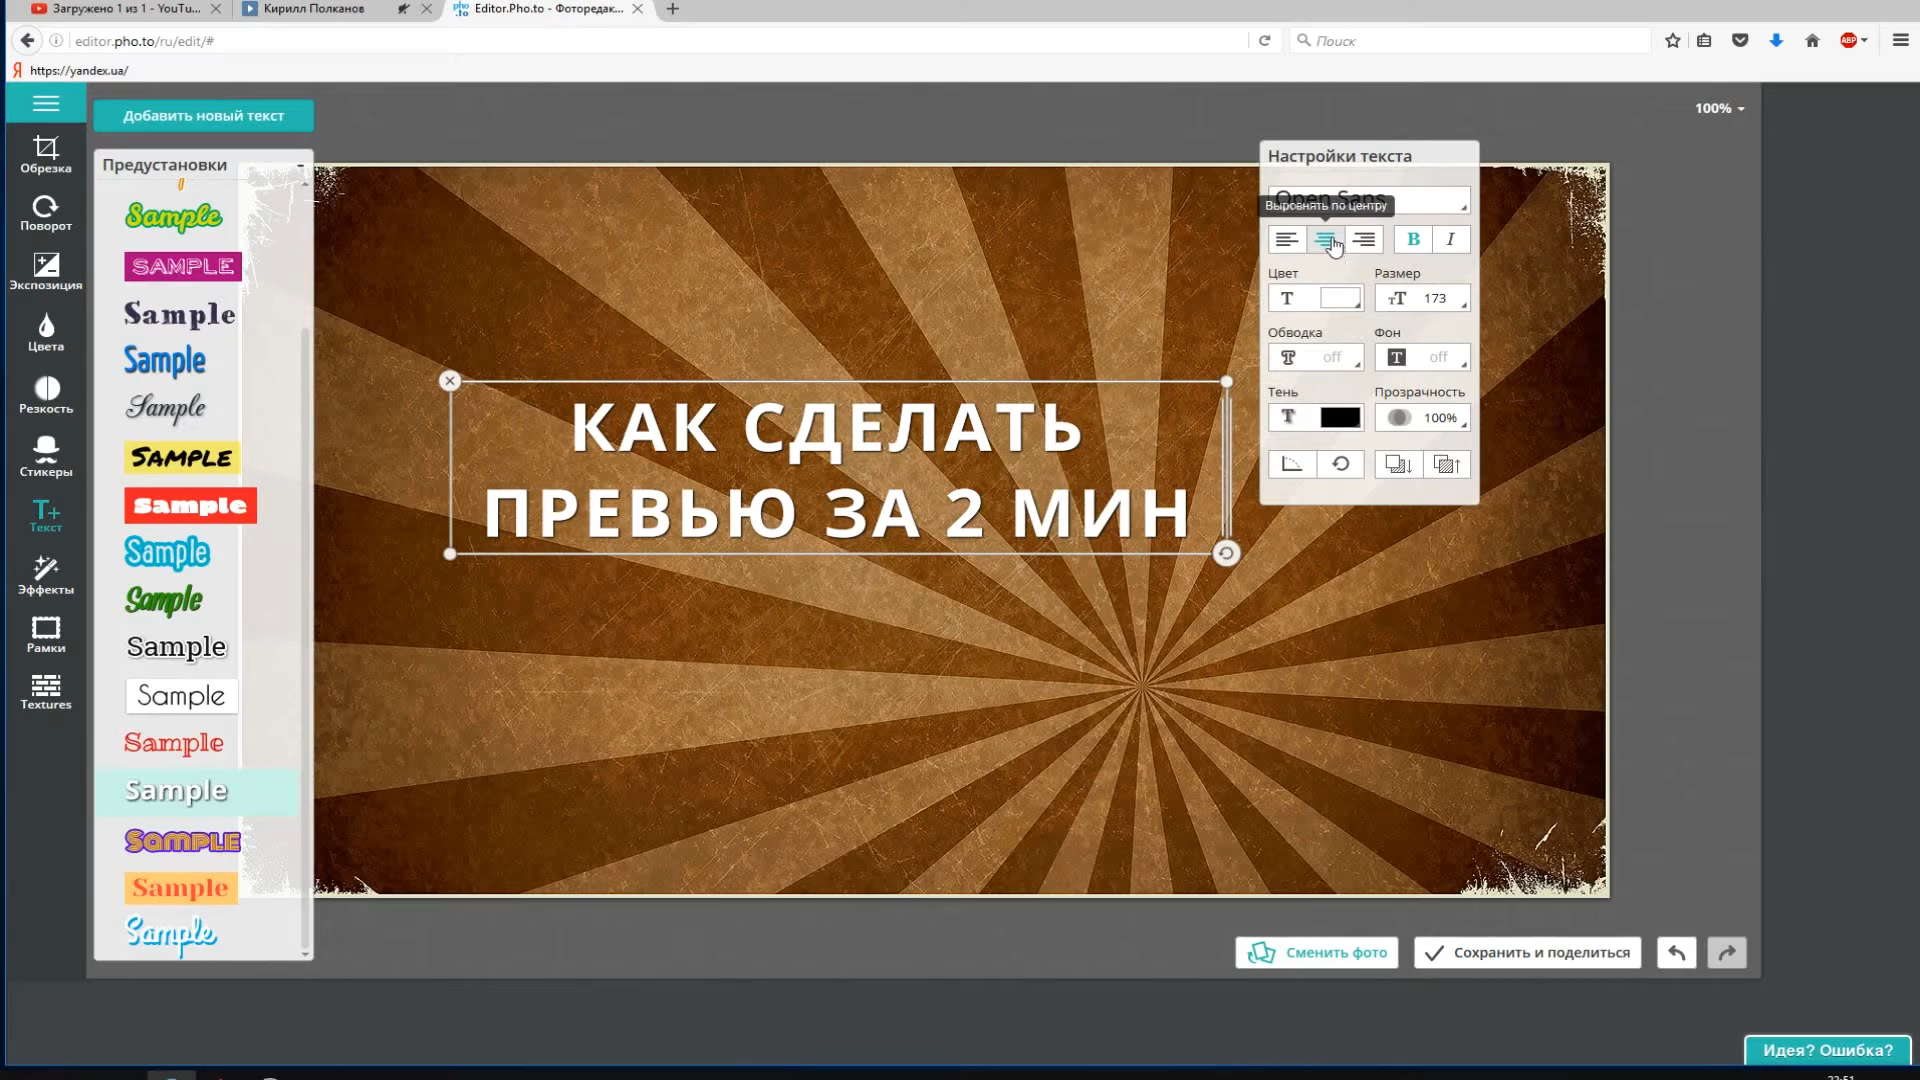 Загружено 1 из 1 - YouTu...
Кирилл Полканов
Editor.Pho.to - Фоторедак...
editor.pho.to/ru/edit/#
Поиск
ABP
https://yandex.ua/
Добавить новый текст
100%
Обрезка
Поворот
Экспозиция
Цвета
Резкость
Стикеры
Текст
Эффекты
Рамки
Textures
Предустановки
Sample
SAMPLE
Sample
Sample
Sample
SAMPLE
Sample
Sample
Sample
Sample
Sample
Sample
Sample
SAMPLE
Sample
Sample
КАК СДЕЛАТЬ
ПРЕВЬЮ ЗА 2 МИН
Настройки текста
Open Sans
Выровнять по центру
B I
Цвет Размер
173
Обводка Фон
off off
Тень Прозрачность
100%
Сменить фото
Сохранить и поделиться
Идея? Ошибка?